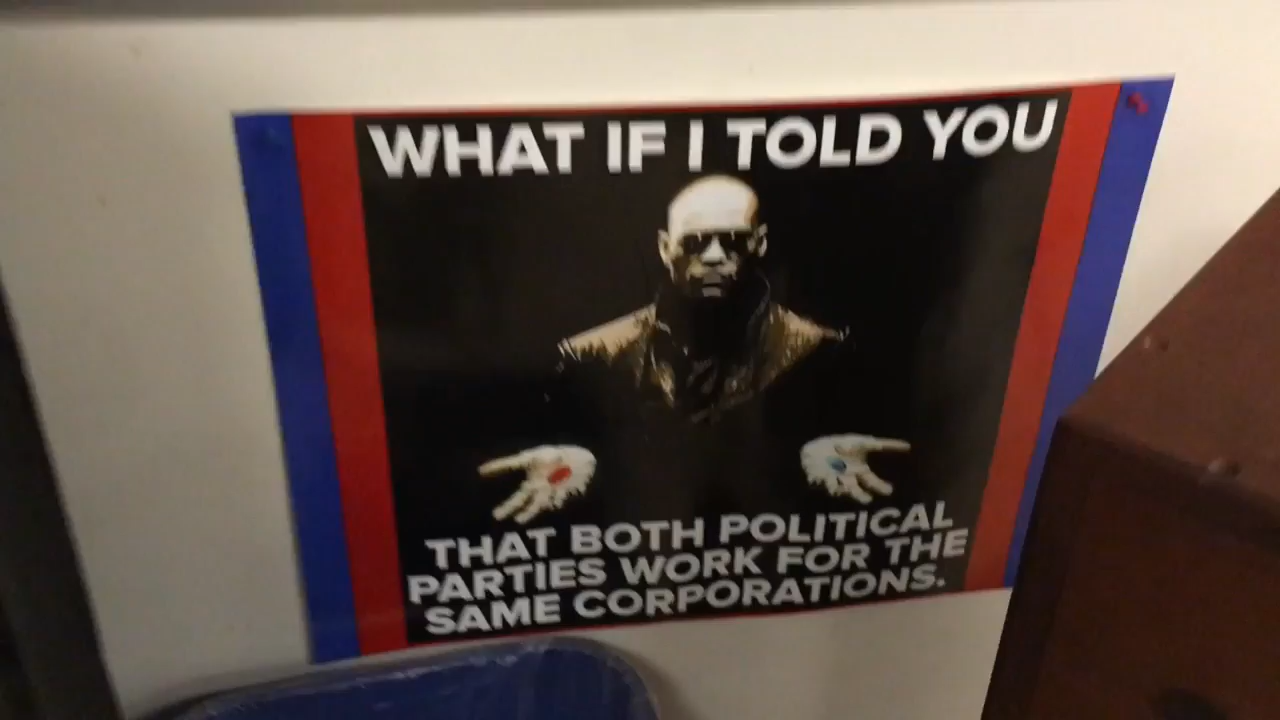 WHAT IF I TOLD YOU
THAT BOTH POLITICAL
PARTIES WORK FOR THE
SAME CORPORATIONS.